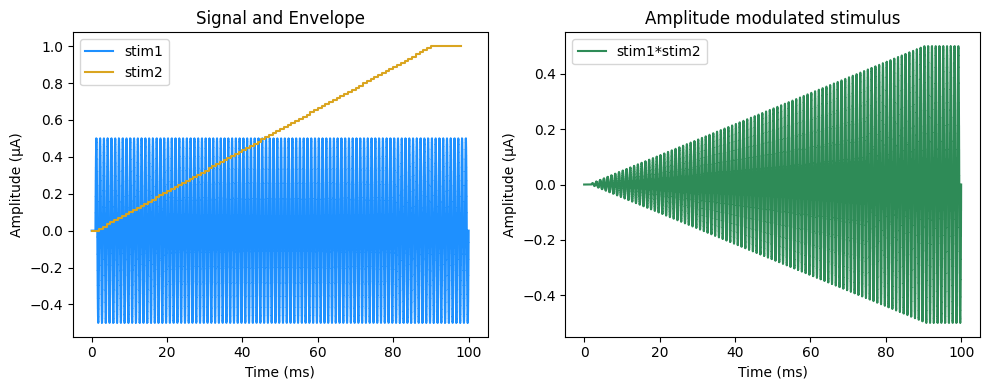 Signal and Envelope
stim1
stim2
1.0
0.8
0.6
0.4
0.2
0.0
−0.2
−0.4
Amplitude (µA)
0 20 40 60 80 100
Time (ms)
Amplitude modulated stimulus
stim1*stim2
0.4
0.2
0.0
−0.2
−0.4
Amplitude (µA)
0 20 40 60 80 100
Time (ms)